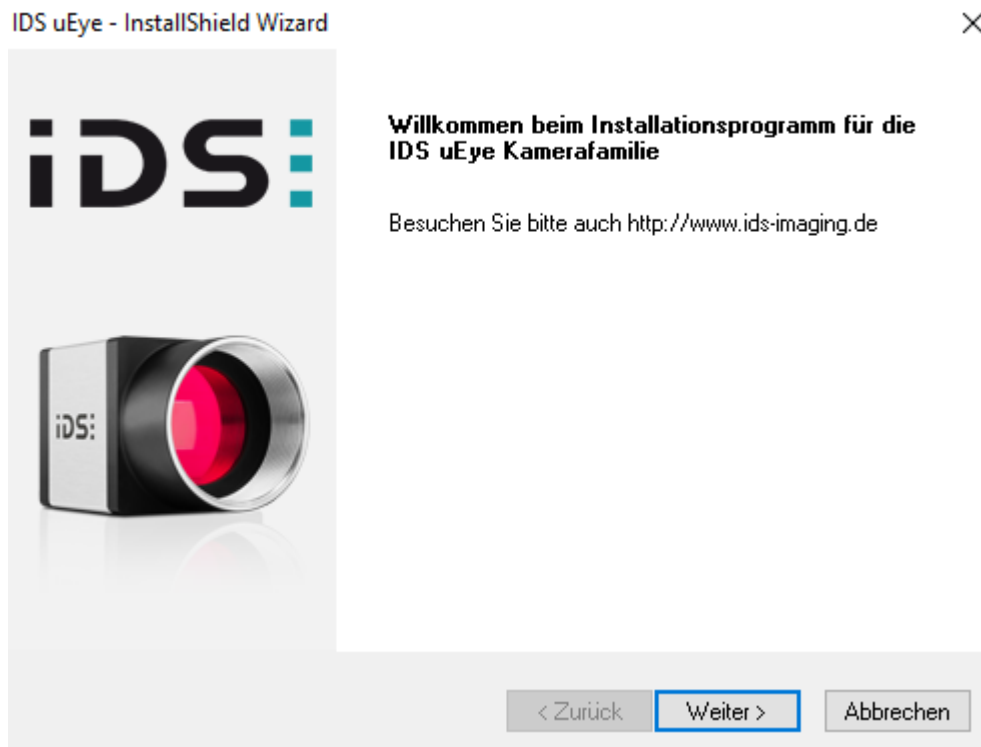 IDS uEye - InstallShield Wizard
iDS:
Willkommen beim Installationsprogramm für die
IDS uEye Kamerafamilie
Besuchen Sie bitte auch http://www.ids-imaging.de
iDS:
< Zurück
Weiter >
Abbrechen